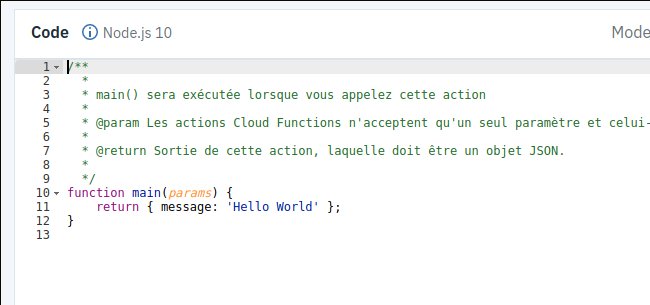 Code Node.js 10 Mode
1 /**
2 *
3 * main() sera exécutée lorsque vous appelez cette action
4 *
5 * @param Les actions Cloud Functions n'acceptent qu'un seul paramètre et celui-
6 *
7 * @return Sortie de cette action, laquelle doit être un objet JSON.
8 *
9 */
10 function main(params) {
11 return { message: 'Hello World' };
12 }
13